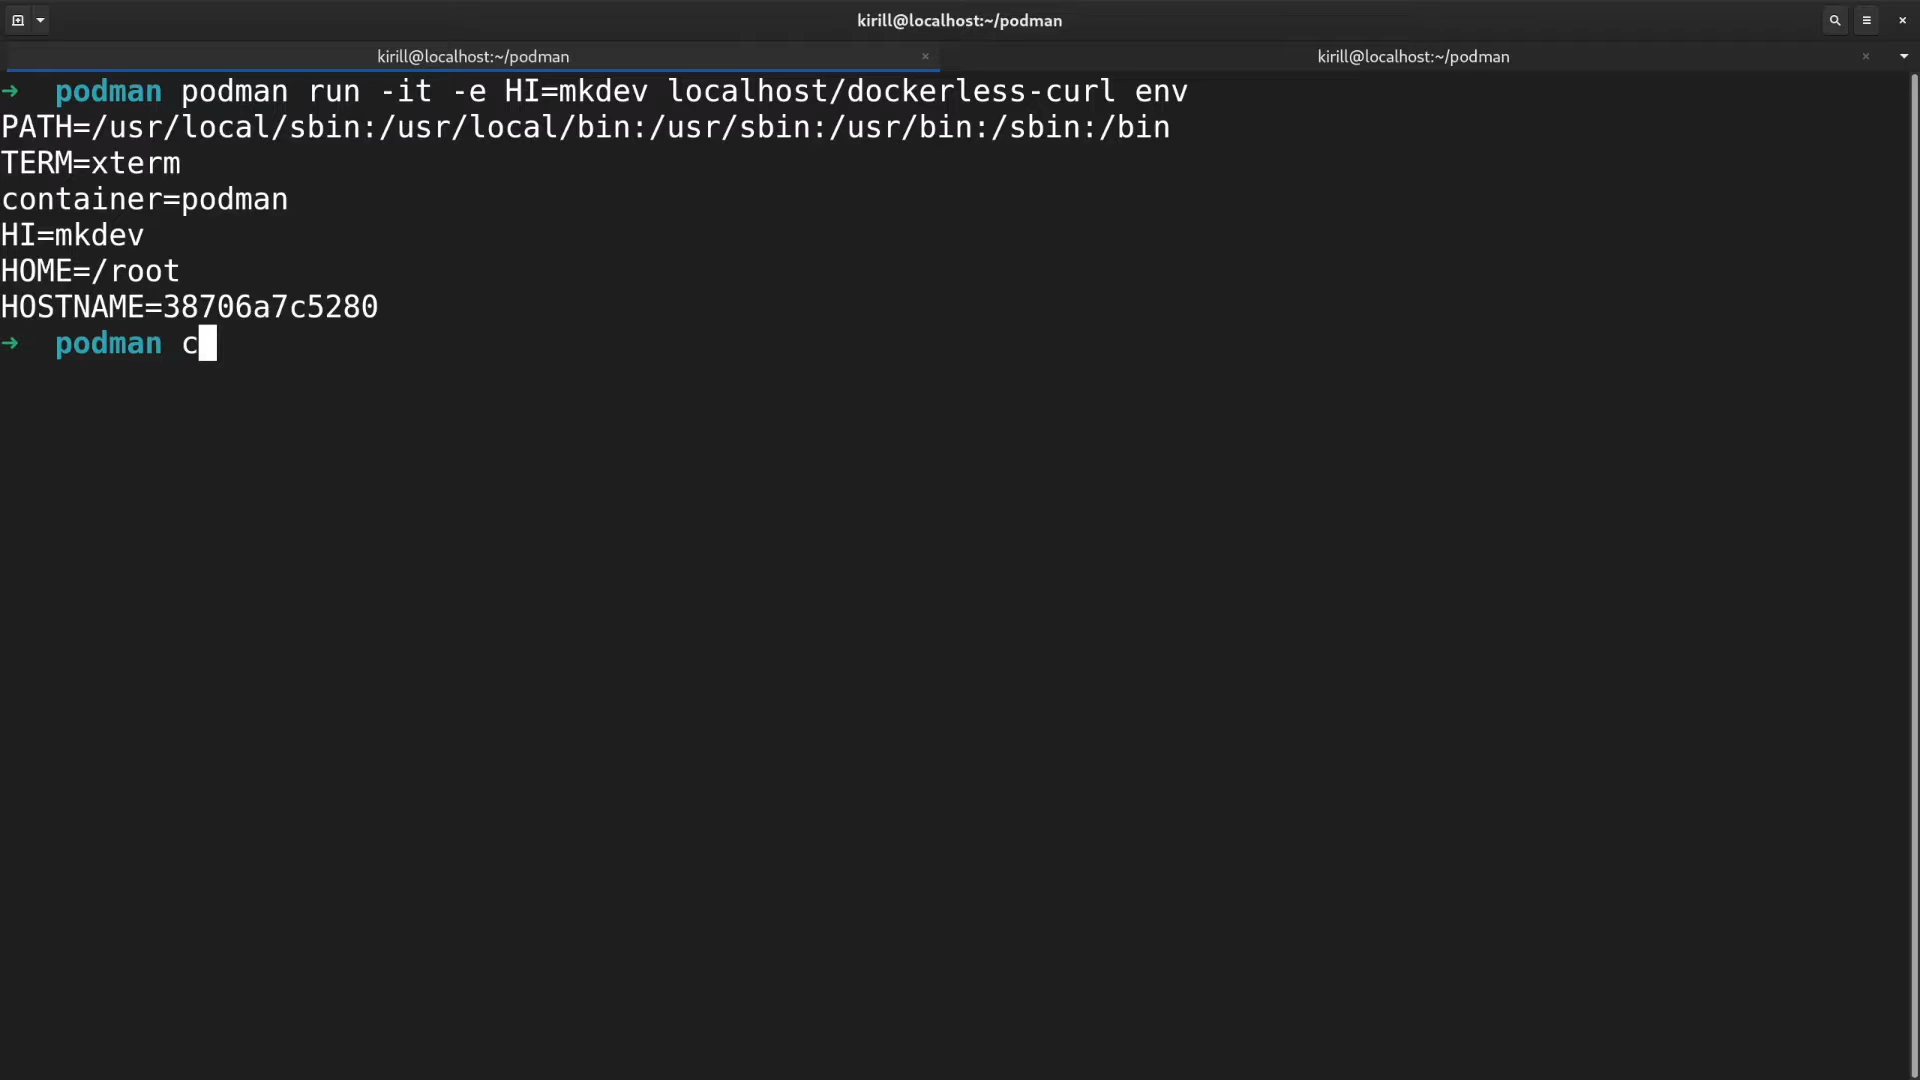 kirill@localhost:~/podman
kirill@localhost:~/podman
kirill@localhost:~/podman
→ podman podman run -it -e HI=mkdev localhost/dockerless-curl env
PATH=/usr/local/sbin:/usr/local/bin:/usr/sbin:/usr/bin:/sbin:/bin
TERM=xterm
container=podman
HI=mkdev
HOME=/root
HOSTNAME=38706a7c5280
→ podman c